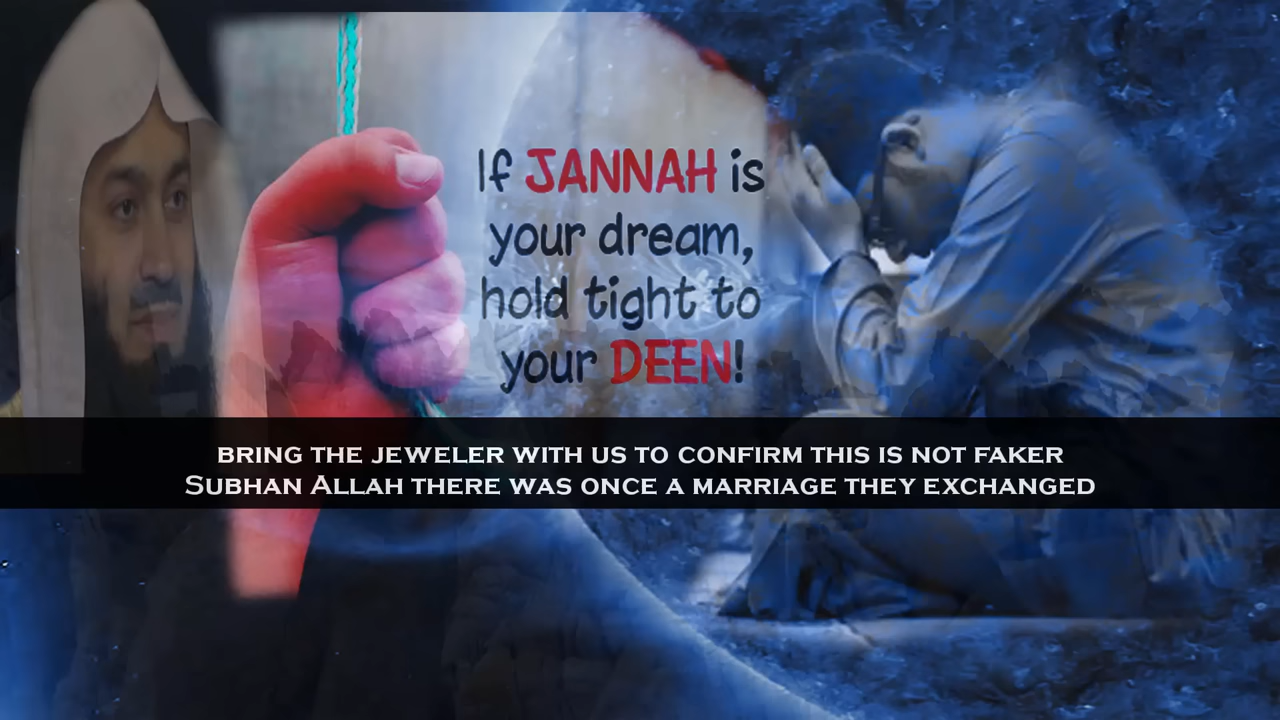 If JANNAH is
your dream,
hold tight to
your DEEN!
BRING THE JEWELER WITH US TO CONFIRM THIS IS NOT FAKER
SUBHAN ALLAH THERE WAS ONCE A MARRIAGE THEY EXCHANGED